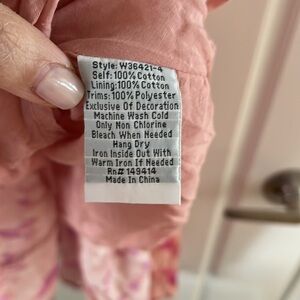 Style: W36421-4
Self: 100% Cotton
Lining: 100% Cotton
Trims: 100% Polyester
Exclusive Of Decoration
Machine Wash Cold
Only Non Chlorine
Bleach When Needed
Hang Dry
Iron Inside Out With
Warm Iron If Needed
Rn# 149414
Made In China